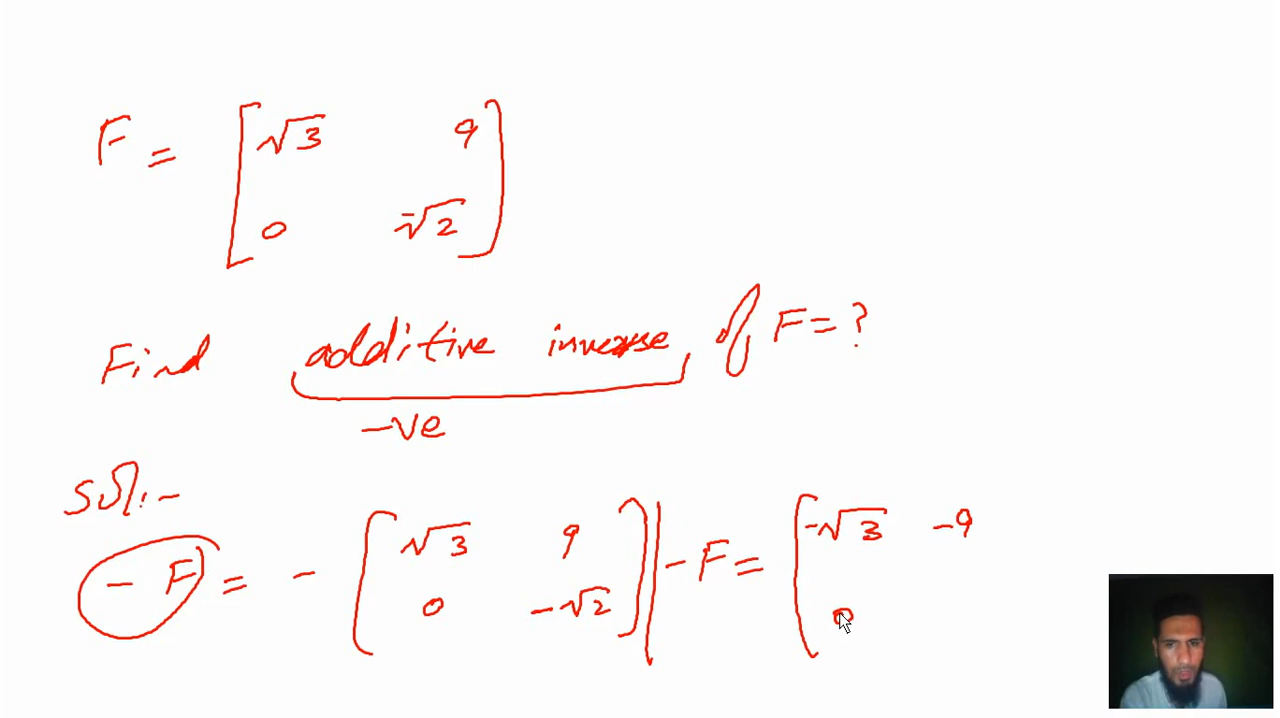 F = [ √3 9
0 -√2 ]
Find additive inverse of F = ?
-ve
Sol:-
- F = - [ √3 9 | - F = [ -√3 -9
0 -√2 ] 0